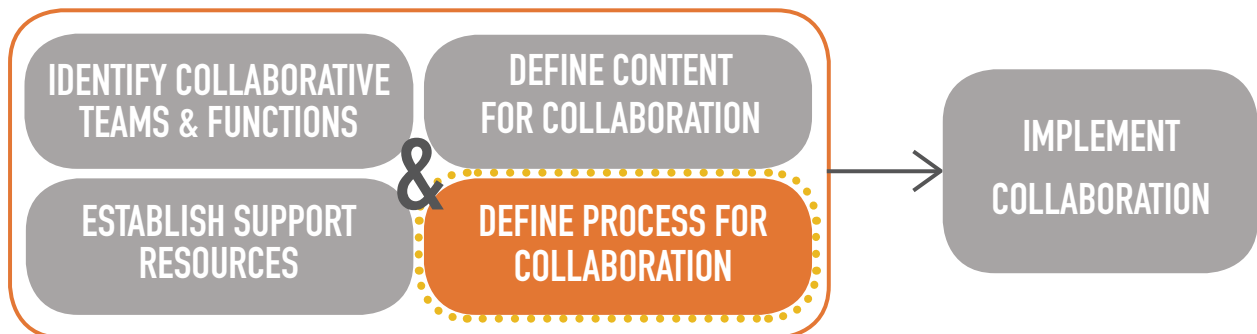 IDENTIFY COLLABORATIVE
TEAMS & FUNCTIONS
DEFINE CONTENT
FOR COLLABORATION
&
ESTABLISH SUPPORT
RESOURCES
DEFINE PROCESS FOR
COLLABORATION
IMPLEMENT
COLLABORATION